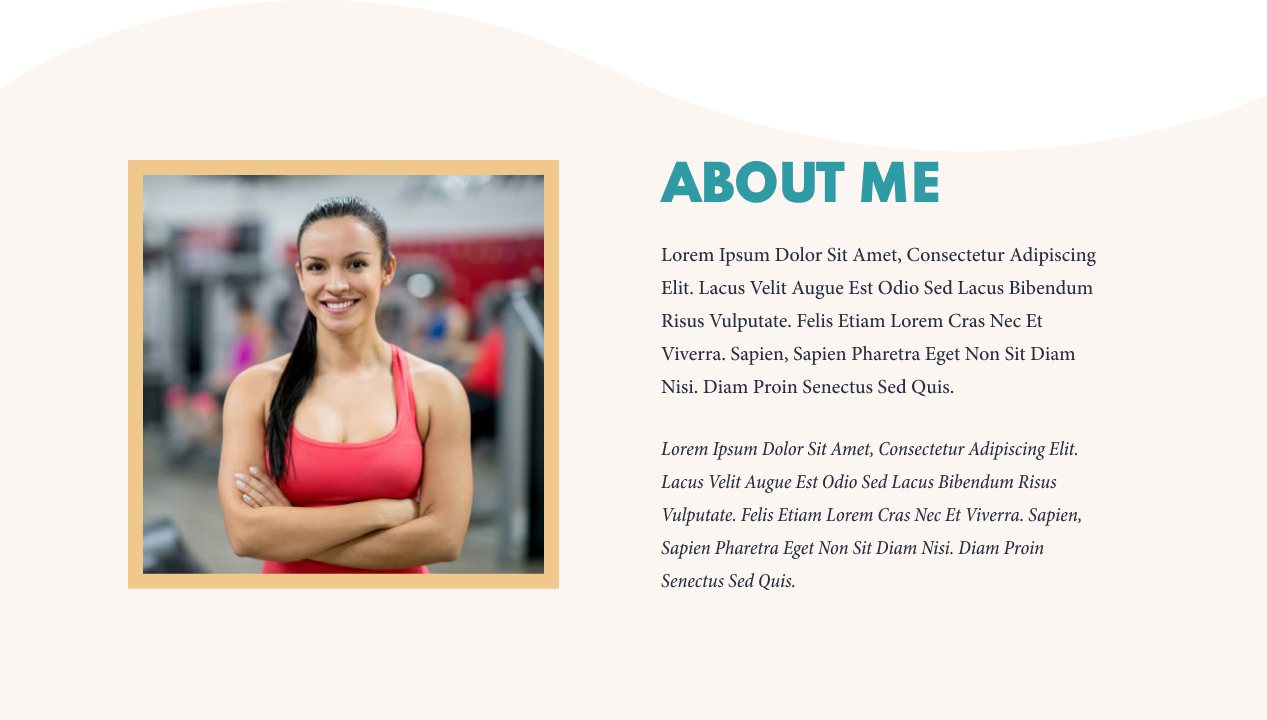 ABOUT ME
Lorem Ipsum Dolor Sit Amet, Consectetur Adipiscing
Elit. Lacus Velit Augue Est Odio Sed Lacus Bibendum
Risus Vulputate. Felis Etiam Lorem Cras Nec Et
Viverra. Sapien, Sapien Pharetra Eget Non Sit Diam
Nisi. Diam Proin Senectus Sed Quis.
Lorem Ipsum Dolor Sit Amet, Consectetur Adipiscing Elit.
Lacus Velit Augue Est Odio Sed Lacus Bibendum Risus
Vulputate. Felis Etiam Lorem Cras Nec Et Viverra. Sapien,
Sapien Pharetra Eget Non Sit Diam Nisi. Diam Proin
Senectus Sed Quis.